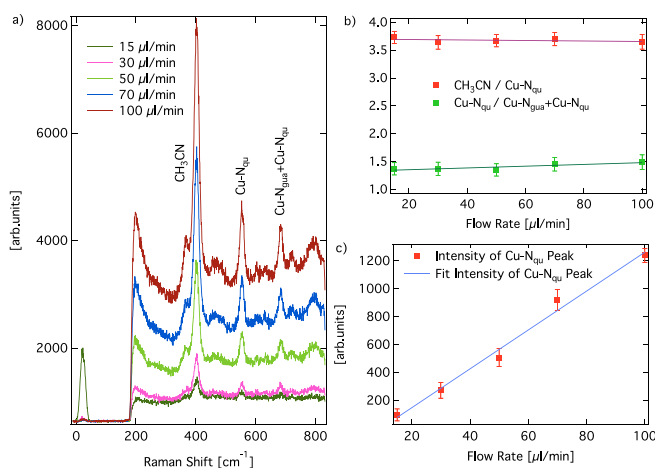 a)
15 µl/min
30 µl/min
50 µl/min
70 µl/min
100 µl/min
CH3CN
Cu-Nqu
Cu-Ngua+Cu-Nqu
8000
6000
4000
2000
[arb.units]
0 200 400 600 800
Raman Shift [cm-1]
b)
4.0
3.5
3.0
2.5
2.0
1.5
1.0
CH3CN / Cu-Nqu
Cu-Nqu / Cu-Ngua+Cu-Nqu
20 40 60 80 100
Flow Rate [µl/min]
c)
Intensity of Cu-Nqu Peak
Fit Intensity of Cu-Nqu Peak
1200
1000
800
600
400
200
[arb.units]
20 40 60 80 100
Flow Rate [µl/min]